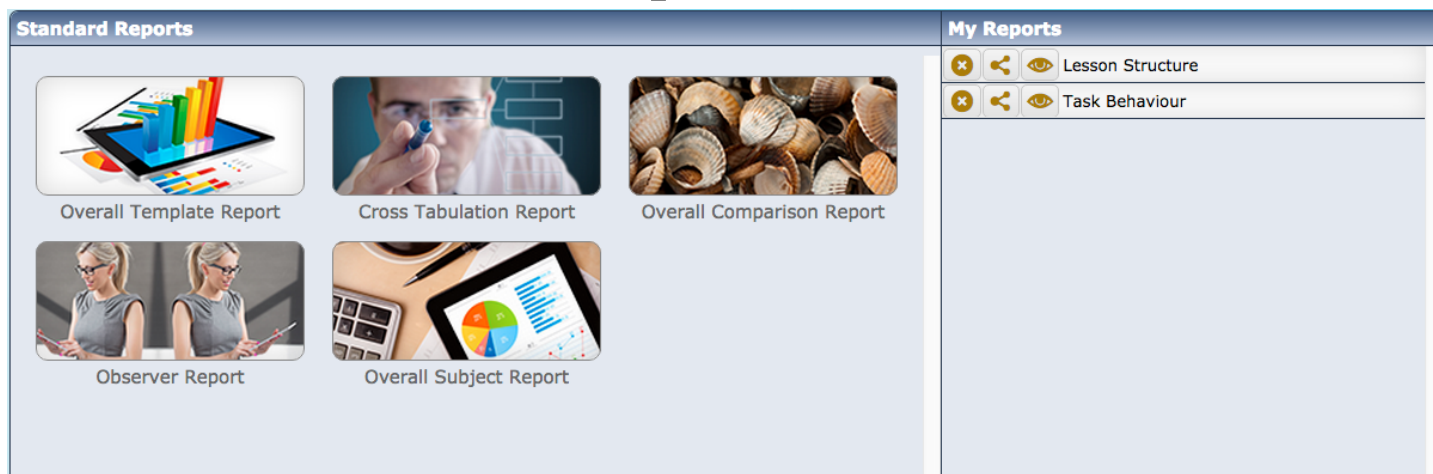 Standard Reports
Overall Template Report
Cross Tabulation Report
Overall Comparison Report
Observer Report
Overall Subject Report
My Reports
Lesson Structure
Task Behaviour